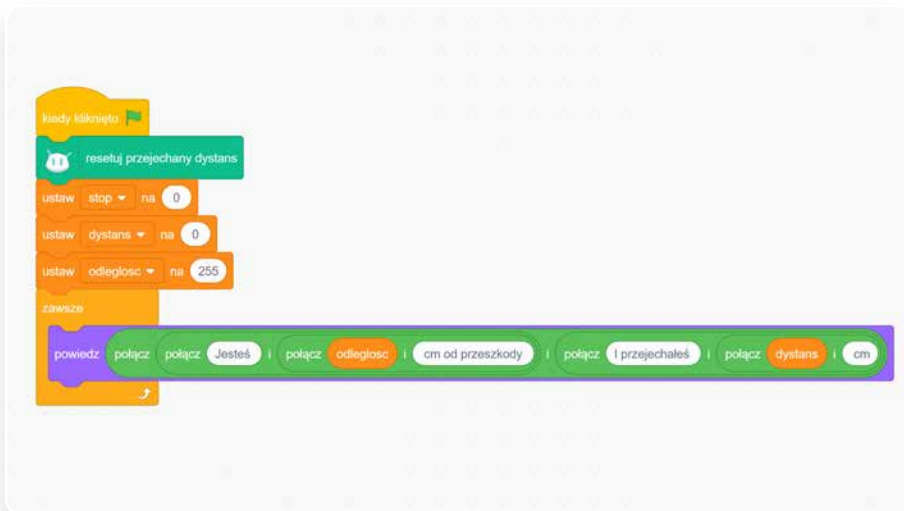 kiedy kliknięto
resetuj przejechany dystans
ustaw stop na 0
ustaw dystans na 0
ustaw odleglosc na 255
zawsze
powiedz połącz połącz Jesteś i połącz odleglosc i cm od przeszkody i połącz I przejechałeś i połącz dystans i cm